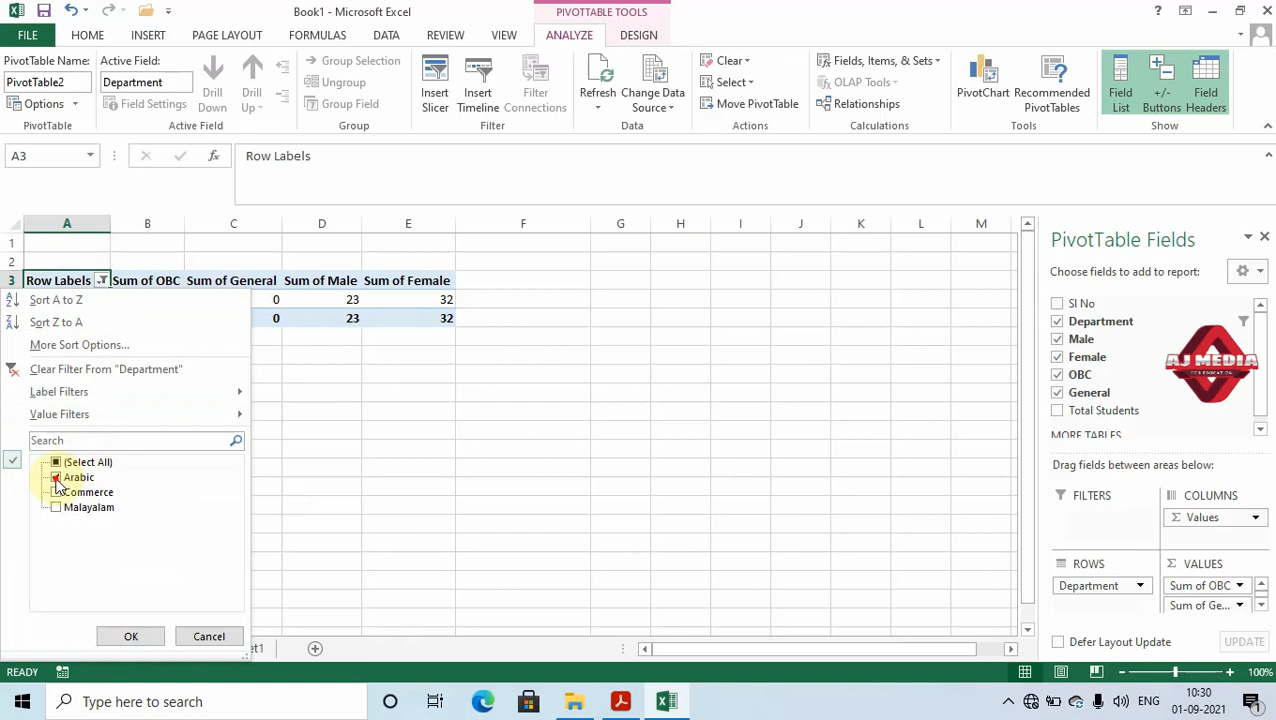 Book1 - Microsoft Excel
PIVOTTABLE TOOLS
FILE
HOME
INSERT
PAGE LAYOUT
FORMULAS
DATA
REVIEW
VIEW
ANALYZE
DESIGN
PivotTable Name:
PivotTable2
Options
PivotTable
Active Field:
Department
Field Settings
Drill Down
Drill Up
Active Field
Group Selection
Ungroup
Group Field
Group
Insert Slicer
Insert Timeline
Filter Connections
Filter
Refresh
Change Data Source
Data
Clear
Select
Move PivotTable
Actions
Fields, Items, & Sets
OLAP Tools
Relationships
Calculations
PivotChart
Recommended PivotTables
Tools
Field List
+/- Buttons
Field Headers
Show
A3
Row Labels
A B C D E F G H I J K L M
1
2
3 Row Labels Sum of OBC Sum of General Sum of Male Sum of Female
0 23 32
0 23 32
Sort A to Z
Sort Z to A
More Sort Options...
Clear Filter From "Department"
Label Filters
Value Filters
Search
(Select All)
Arabic
Commerce
Malayalam
OK Cancel
PivotTable Fields
Choose fields to add to report:
Sl No
Department
Male
Female
OBC
General
Total Students
MORE TABLES
AJ MEDIA
Drag fields between areas below:
FILTERS
COLUMNS
Values
ROWS
Department
VALUES
Sum of OBC
Sum of Ge...
Defer Layout Update
UPDATE
READY
100%
Type here to search
ENG
10:30
01-09-2021